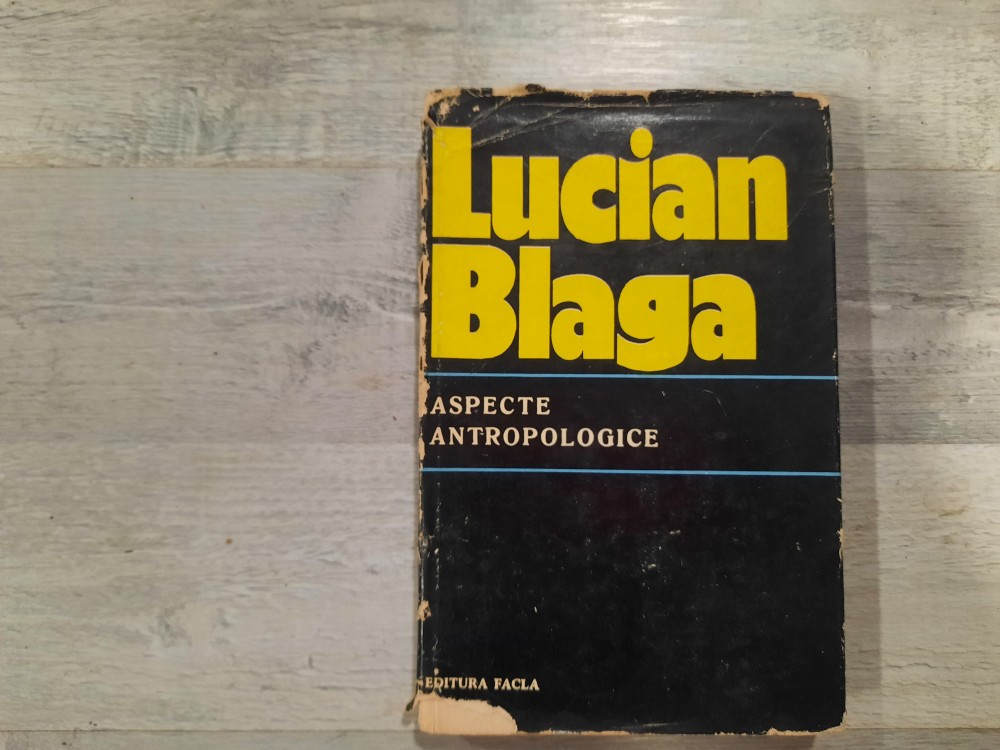 Lucian
Blaga
ASPECTE
ANTROPOLOGICE
EDITURA FACLA